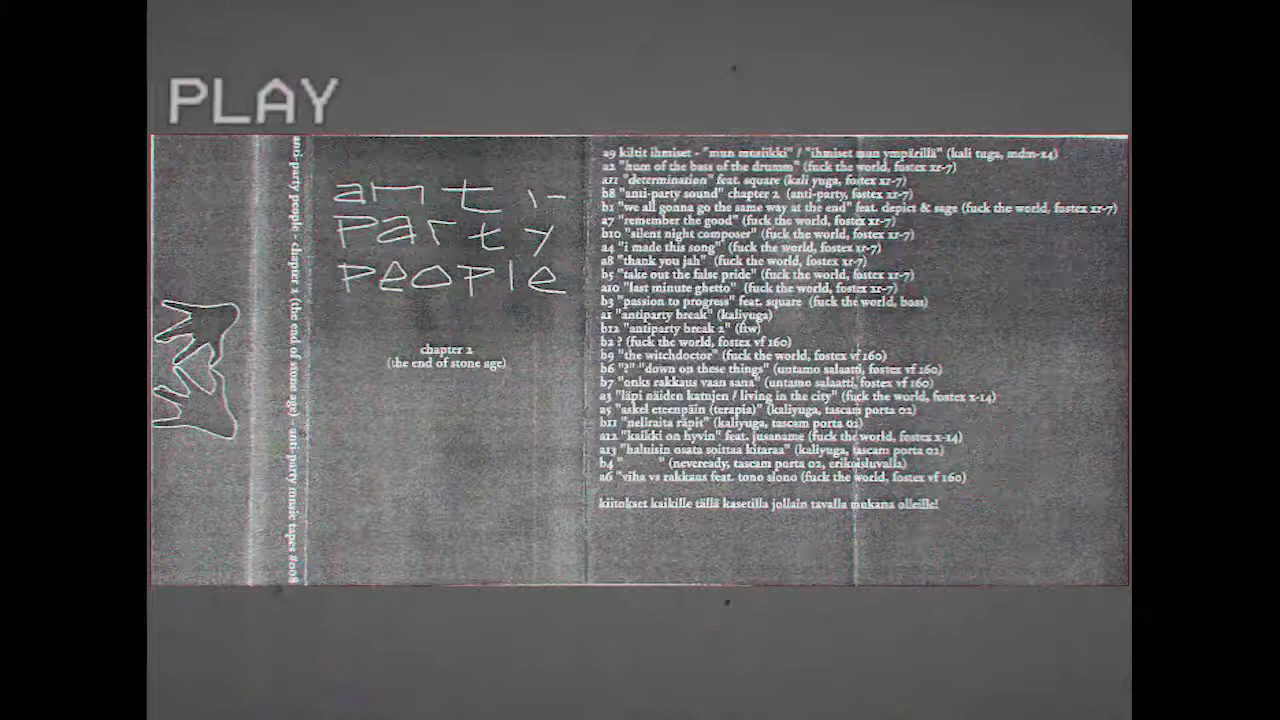 PLAY
anti-party people - chapter 2 (the end of stone age) - anti-party music tapes #008
anti-
party
people
chapter 2
(the end of stone age)
a9 kiltit ihmiset - "mun musiikki" / "ihmiset mun ympärillä" (kali tuga, mdm-14)
a2 "hum of the bass of the drumm" (fuck the world, fostex xr-7)
a11 "determination" feat. square (kali yuga, fostex xr-7)
b8 "anti-party sound" chapter 2 (anti-party, fostex xr-7)
b1 "we all gonna go the same way at the end" feat. depict & sage (fuck the world, fostex xr-7)
a7 "remember the good" (fuck the world, fostex xr-7)
b10 "silent night composer" (fuck the world, fostex xr-7)
a4 "i made this song" (fuck the world, fostex xr-7)
a8 "thank you jah" (fuck the world, fostex xr-7)
b5 "take out the false pride" (fuck the world, fostex xr-7)
a10 "last minute ghetto" (fuck the world, fostex xr-7)
b3 "passion to progress" feat. square (fuck the world, boss)
a1 "antiparty break" (kaliyuga)
b12 "antiparty break 2" (ftw)
b2 ? (fuck the world, fostex vf 160)
b9 "the witchdoctor" (fuck the world, fostex vf 160)
b6 "?" "down on these things" (untamo salaatti, fostex vf 160)
b7 "onks rakkaus vaan sana" (untamo salaatti, fostex vf 160)
a3 "läpi näiden katujen / living in the city" (fuck the world, fostex x-14)
a5 "askel eteenpäin (terapia)" (kaliyuga, tascam porta 02)
b11 "neliraita räpit" (kaliyuga, tascam porta 02)
a12 "kaikki on hyvin" feat. jusaname (fuck the world, fostex x-14)
a13 "haluisin osata soittaa kitaraa" (kaliyuga, tascam porta 02)
b4 " " (neveready, tascam porta 02, erikoisluvalla)
a6 "viha vs rakkaus feat. tono slono (fuck the world, fostex vf 160)
kiitokset kaikille tällä kasetilla jollain tavalla mukana olleille!